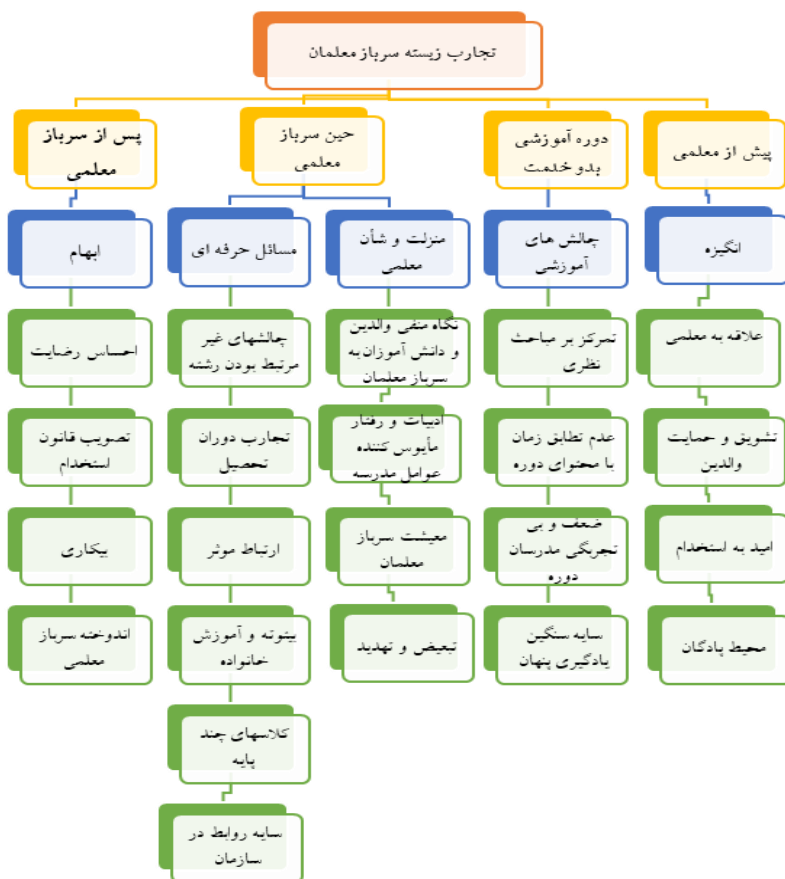 تجارب زیسته سرباز معلمان
پیش از معلمی
دوره آموزشی
بدو خدمت
حین سرباز
معلمی
پس از سرباز
معلمی
انگیزه
چالش های
آموزشی
منزلت و شأن
معلمی
مسائل حرفه ای
ابهام
علاقه به معلمی
تشویق و حمایت
والدین
امید به استخدام
محیط پادگان
تمرکز بر مباحث
نظری
عدم تطابق زمان
با محتوای دوره
ضعف و بی
تجربگی مدرسان
دوره
سایه سنگین
یادگیری پنهان
نگاه منفی والدین
و دانش آموزان به
سرباز معلمان
ادبیات و رفتار
مأیوس کننده
عوامل مدرسه
معیشت سرباز
معلمان
تبعیض و تهدید
چالشهای غیر
مرتبط بودن رشته
تجارب دوران
تحصیل
ارتباط موثر
بیتوته و آموزش
خانواده
کلاسهای چند
پایه
سایه روابط در
سازمان
احساس رضایت
تصویب قانون
استخدام
بیکاری
اندوخته سرباز
معلمی